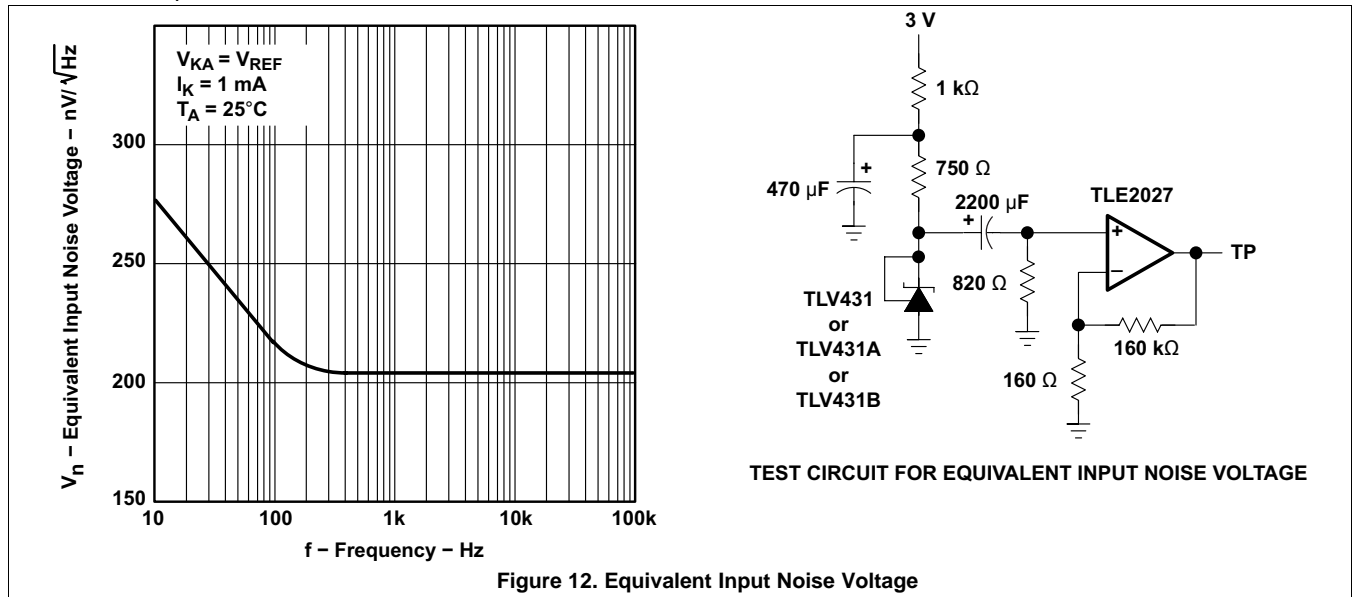 V_n − Equivalent Input Noise Voltage − nV/√Hz
V_KA = V_REF
I_K = 1 mA
T_A = 25°C
300
250
200
150
10
100
1k
10k
100k
f − Frequency − Hz
3 V
1 kΩ
750 Ω
470 µF
+
2200 µF
+
TLE2027
+
−
TP
820 Ω
TLV431
or
TLV431A
or
TLV431B
160 kΩ
160 Ω
TEST CIRCUIT FOR EQUIVALENT INPUT NOISE VOLTAGE
Figure 12. Equivalent Input Noise Voltage